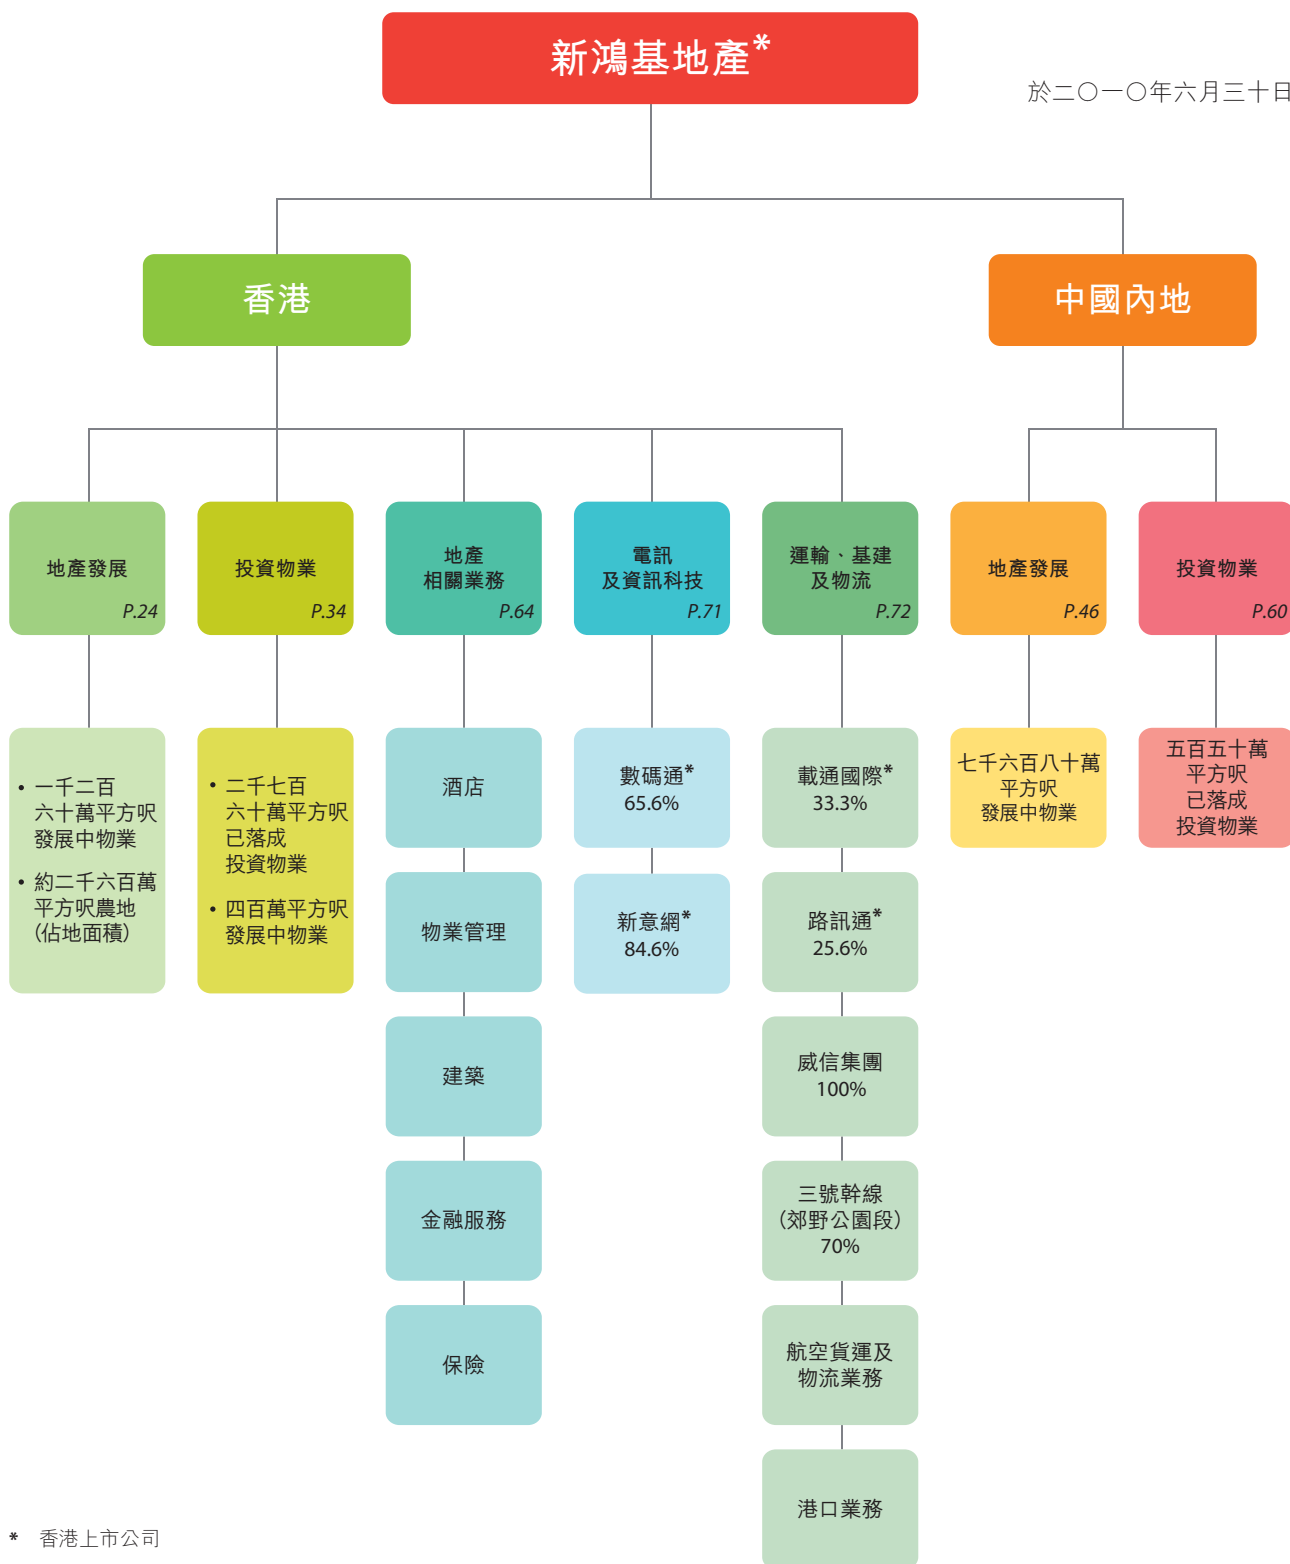 新鴻基地產*
於二〇一〇年六月三十日
香港
中國內地
地產發展
P.24
投資物業
P.34
地產
相關業務
P.64
電訊
及資訊科技
P.71
運輸、基建
及物流
P.72
地產發展
P.46
投資物業
P.60
• 一千二百
六十萬平方呎
發展中物業
• 約二千六百萬
平方呎農地
(佔地面積)
• 二千七百
六十萬平方呎
已落成
投資物業
• 四百萬平方呎
發展中物業
酒店
物業管理
建築
金融服務
保險
數碼通*
65.6%
新意網*
84.6%
載通國際*
33.3%
路訊通*
25.6%
威信集團
100%
三號幹線
(郊野公園段)
70%
航空貨運及
物流業務
港口業務
七千六百八十萬
平方呎
發展中物業
五百五十萬
平方呎
已落成
投資物業
* 香港上市公司